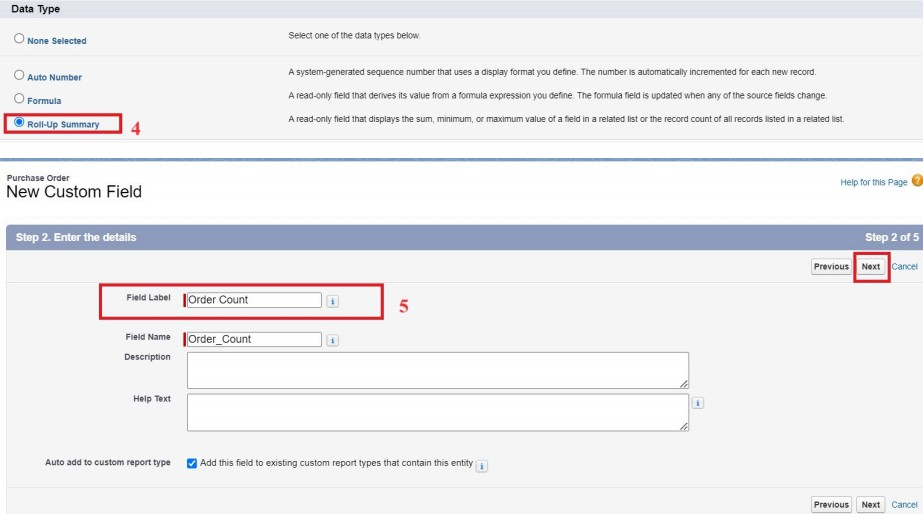 Data Type
None Selected Select one of the data types below.
Auto Number A system-generated sequence number that uses a display format you define. The number is automatically incremented for each new record.
Formula A read-only field that derives its value from a formula expression you define. The formula field is updated when any of the source fields change.
Roll-Up Summary 4 A read-only field that displays the sum, minimum, or maximum value of a field in a related list or the record count of all records listed in a related list.
Purchase Order
New Custom Field Help for this Page ?
Step 2. Enter the details Step 2 of 5
Previous Next Cancel
Field Label Order Count i 5
Field Name Order_Count i
Description
Help Text i
Auto add to custom report type Add this field to existing custom report types that contain this entity i
Previous Next Cancel